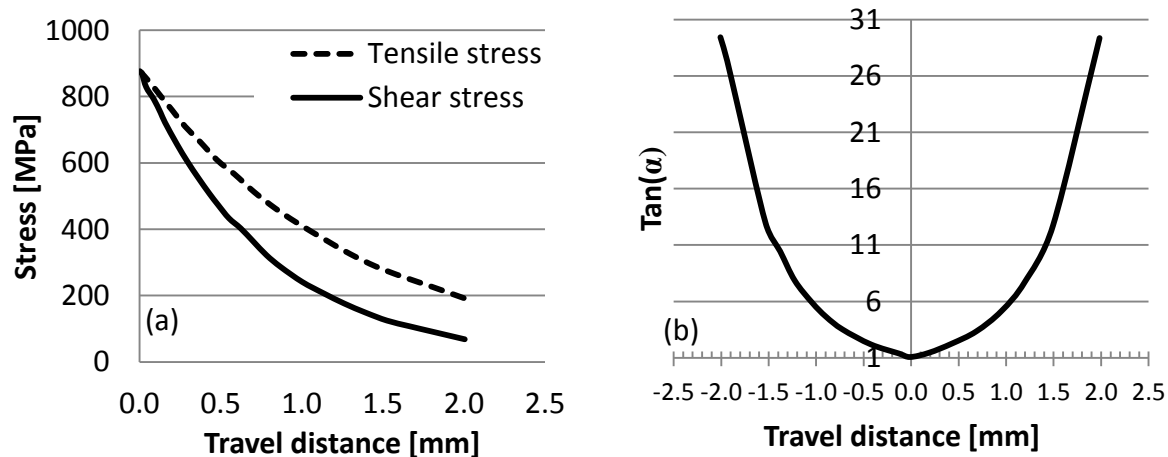 1000
800
600
400
200
0
Stress [MPa]
Tensile stress
Shear stress
(a)
0.0 0.5 1.0 1.5 2.0 2.5
Travel distance [mm]
31
26
21
16
11
6
1
Tan(α)
(b)
-2.5 -2.0 -1.5 -1.0 -0.5 0.0 0.5 1.0 1.5 2.0 2.5
Travel distance [mm]